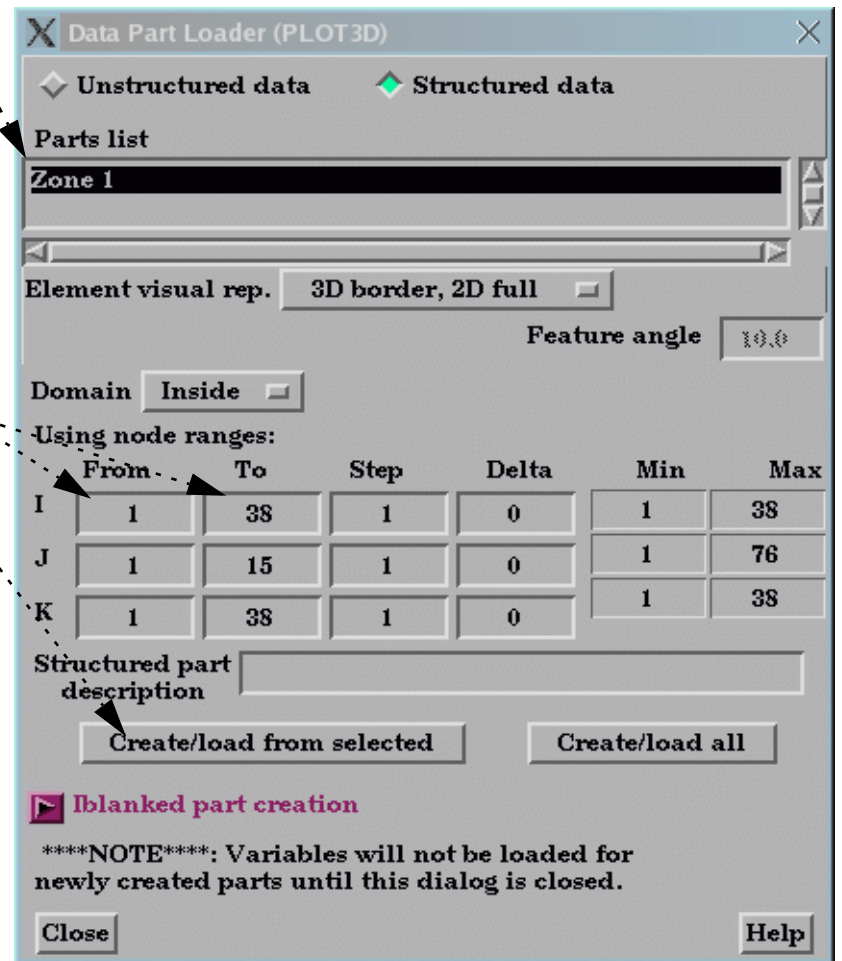 Data Part Loader (PLOT3D)
Unstructured data Structured data
Parts list
Zone 1
Element visual rep. 3D border, 2D full
Feature angle 10.0
Domain Inside
Using node ranges:
From To Step Delta Min Max
I 1 38 1 0 1 38
J 1 15 1 0 1 76
K 1 38 1 0 1 38
Structured part
description
Create/load from selected Create/load all
Iblanked part creation
****NOTE****: Variables will not be loaded for
newly created parts until this dialog is closed.
Close Help